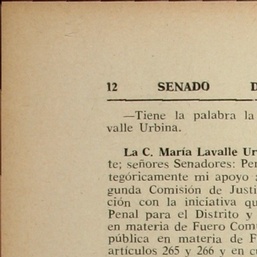 12 SENADO
—Tiene la palabra la
valle Urbina.
La C. María Lavalle Ur
te; señores Senadores: Per
tegóricamente mi apoyo
gunda Comisión de Justi
ción con la iniciativa qu
Penal para el Distrito y
en materia de Fuero Com
pública en materia de F
artículos 265 y 266 y en c